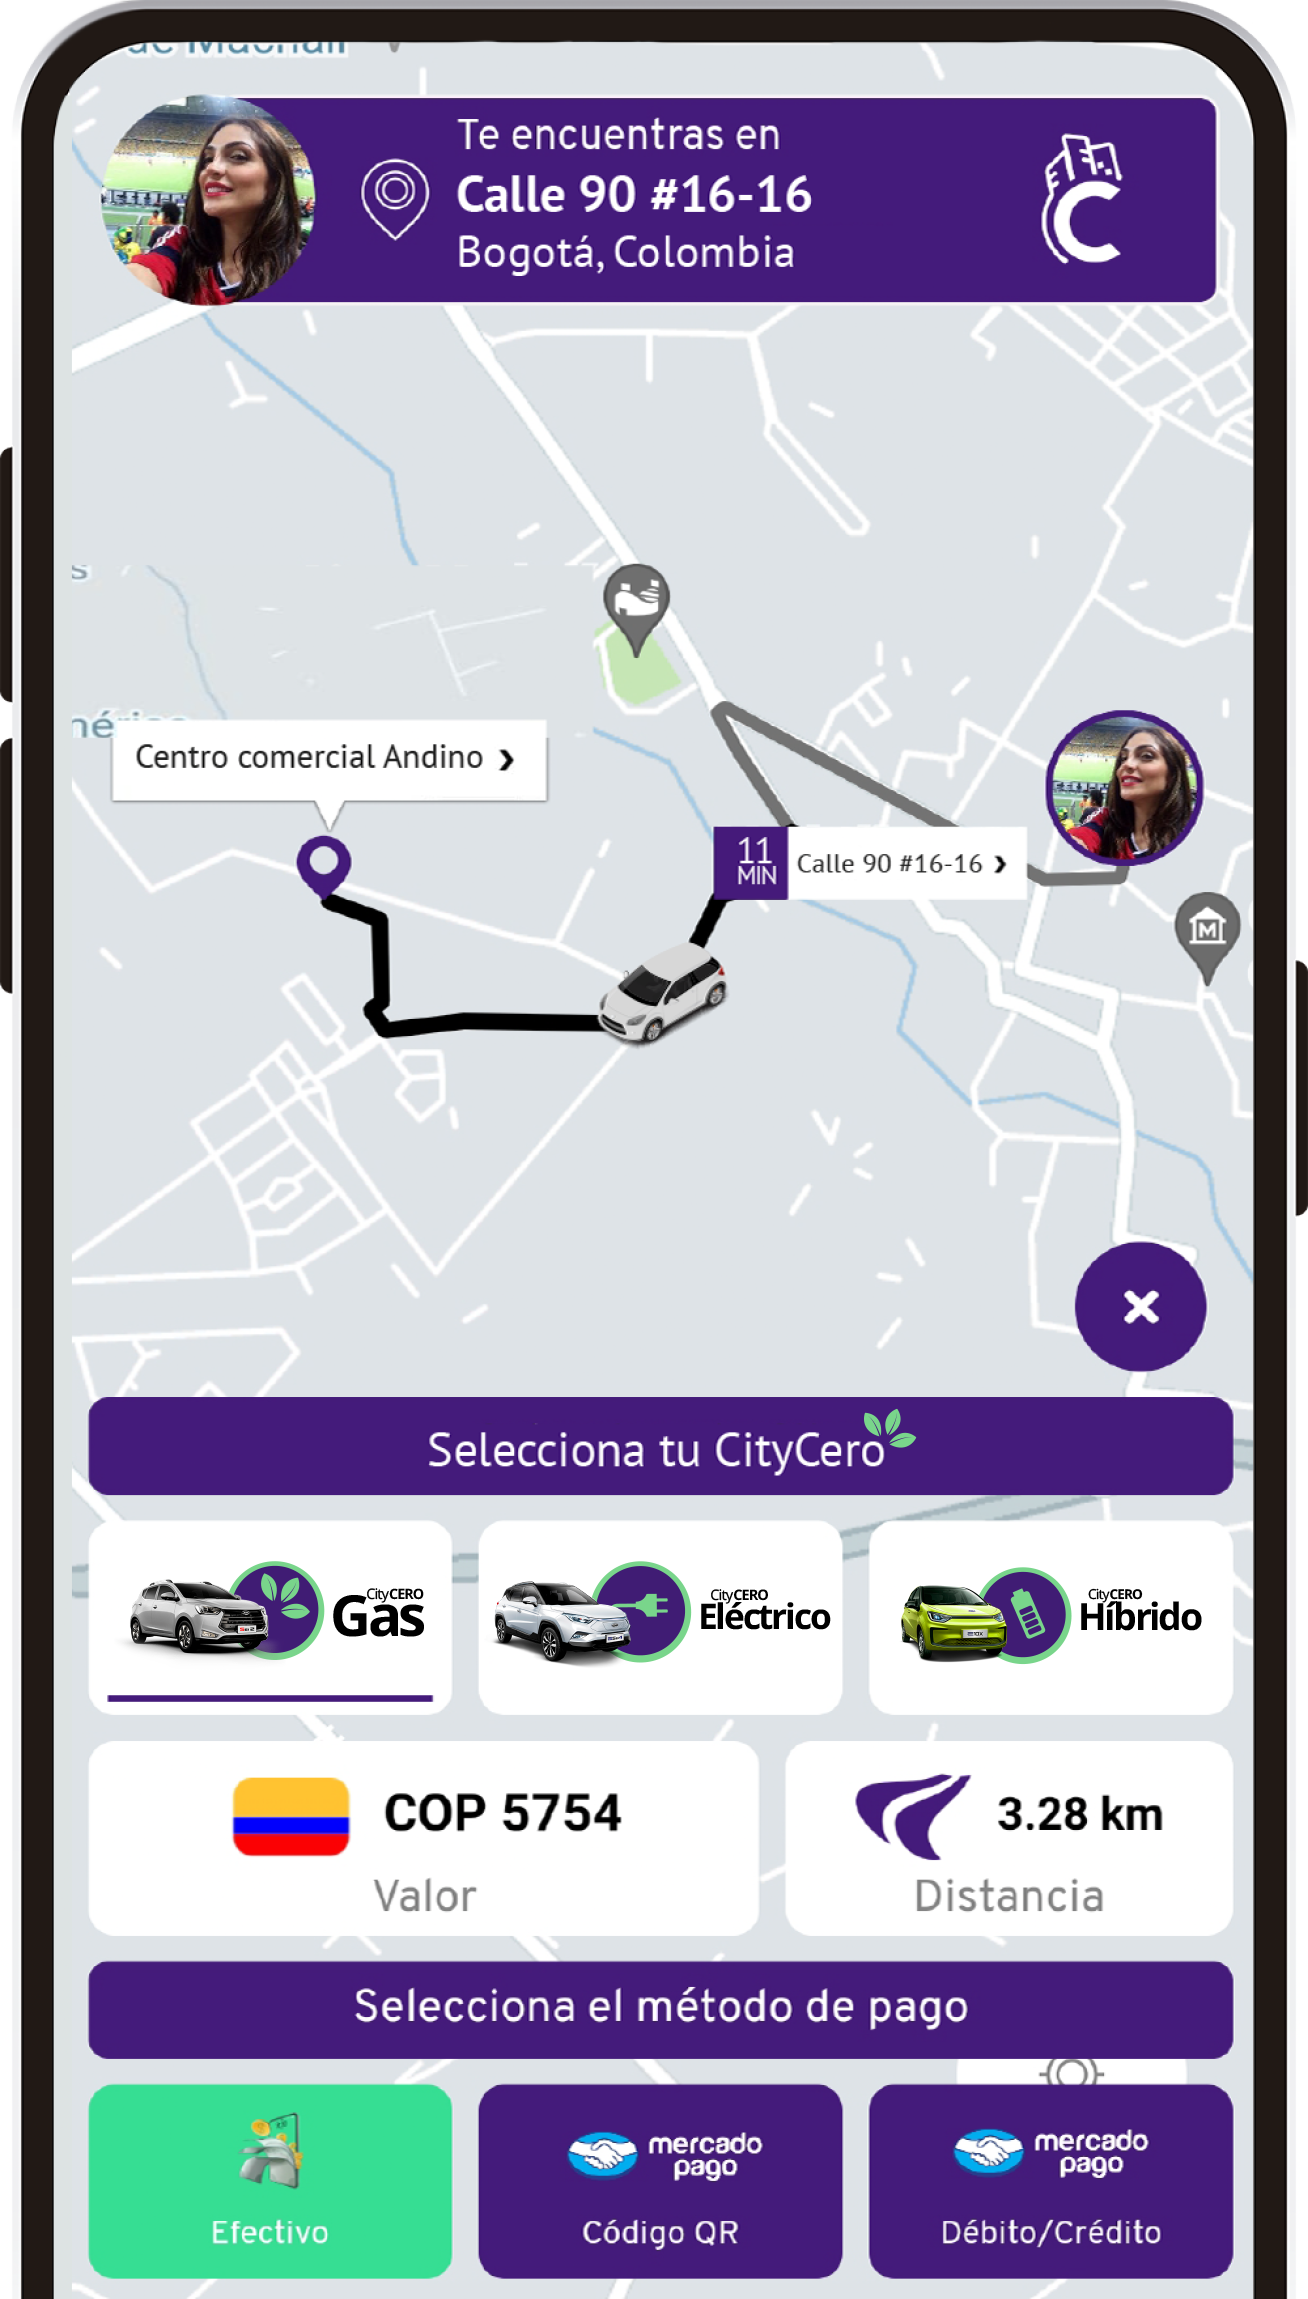 de Machalí
Te encuentras en
Calle 90 #16-16
Bogotá, Colombia
C
Centro comercial Andino ›
11
MIN
Calle 90 #16-16 ›
M
Selecciona tu CityCero
CityCERO
Gas
CityCERO
Eléctrico
CityCERO
Híbrido
COP 5754
Valor
3.28 km
Distancia
Selecciona el método de pago
Efectivo
mercado
pago
Código QR
mercado
pago
Débito/Crédito